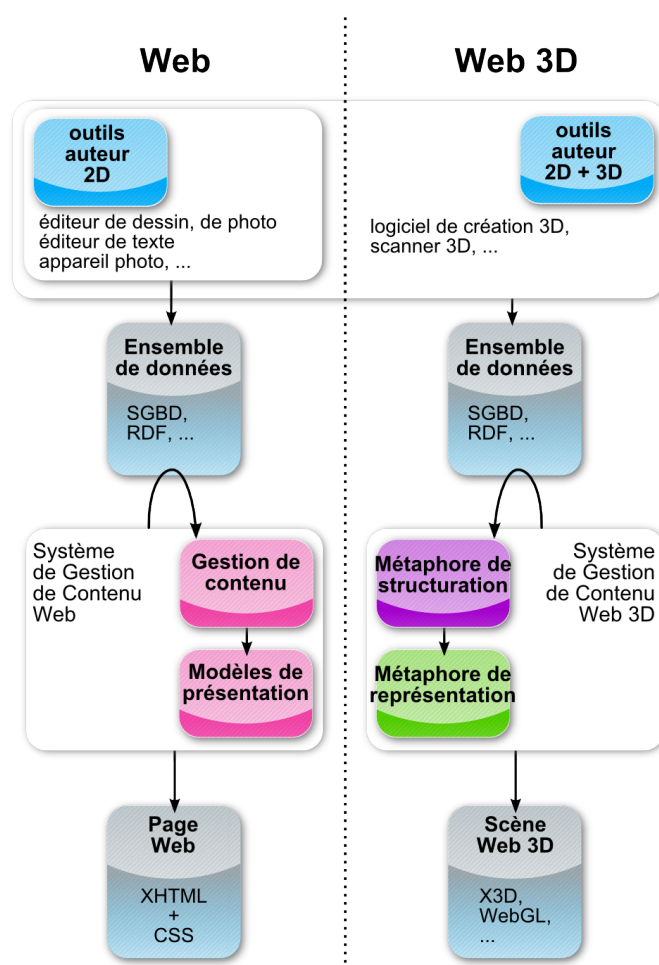 Web
outils
auteur
2D
éditeur de dessin, de photo
éditeur de texte
appareil photo, ...
Ensemble
de données
SGBD,
RDF, ...
Système
de Gestion
de Contenu
Web
Gestion de
contenu
Modèles de
présentation
Page
Web
XHTML
+
CSS
Web 3D
outils
auteur
2D + 3D
logiciel de création 3D,
scanner 3D, ...
Ensemble
de données
SGBD,
RDF, ...
Métaphore de
structuration
Système
de Gestion
de Contenu
Web 3D
Métaphore de
représentation
Scène
Web 3D
X3D,
WebGL,
...